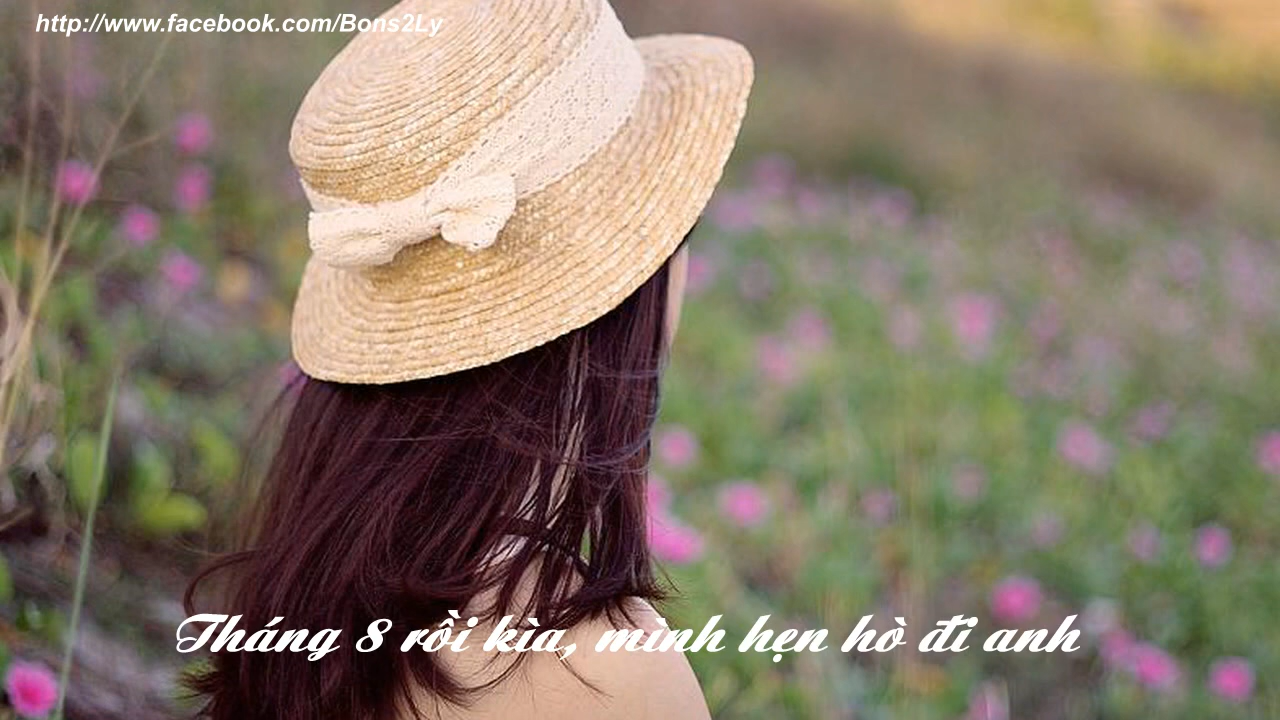 http://www.facebook.com/Bons2Ly
Tháng 8 rồi kìa, mình hẹn hò đi anh